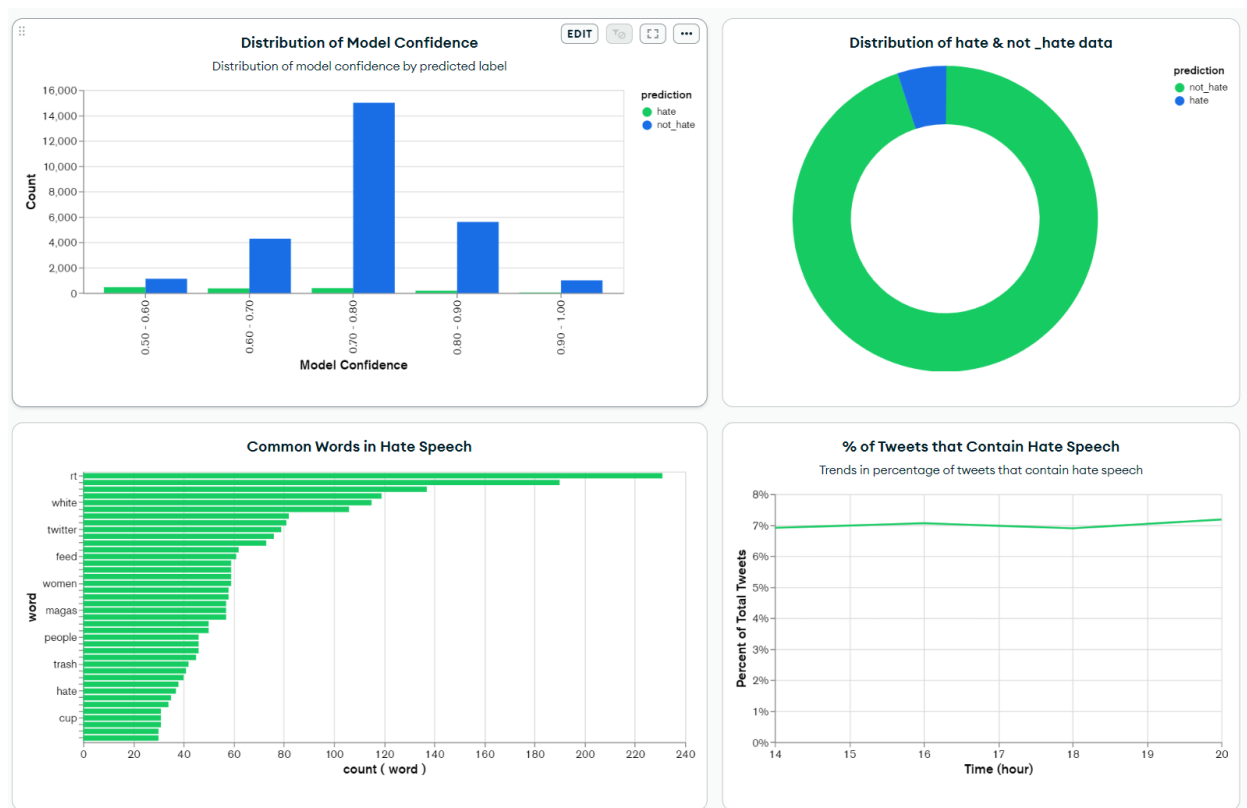 Distribution of Model Confidence
EDIT
Distribution of model confidence by predicted label
16,000
14,000
12,000
10,000
8,000
6,000
4,000
2,000
0
Count
0.50 - 0.60
0.60 - 0.70
0.70 - 0.80
0.80 - 0.90
0.90 - 1.00
Model Confidence
prediction
hate
not_hate
Distribution of hate & not _hate data
prediction
not_hate
hate
Common Words in Hate Speech
word
rt
white
twitter
feed
women
magas
people
trash
hate
cup
0 20 40 60 80 100 120 140 160 180 200 220 240
count ( word )
% of Tweets that Contain Hate Speech
Trends in percentage of tweets that contain hate speech
8%
7%
6%
5%
4%
3%
2%
1%
0%
Percent of Total Tweets
14 15 16 17 18 19 20
Time (hour)